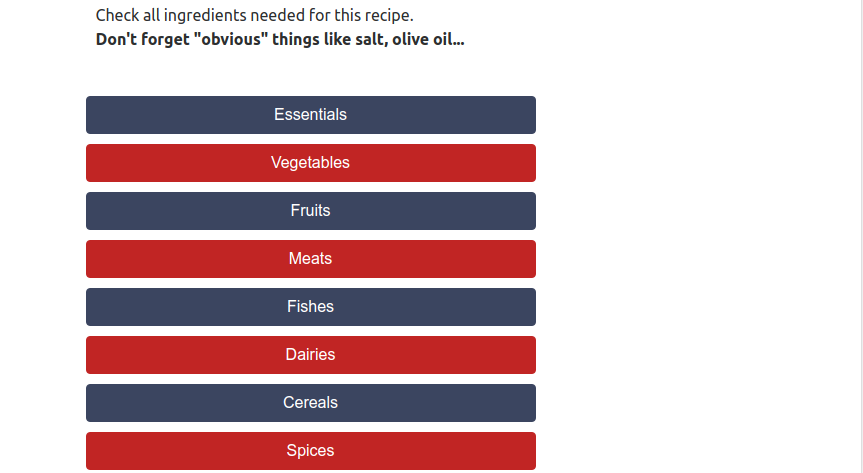 Check all ingredients needed for this recipe.
Don't forget "obvious" things like salt, olive oil...
Essentials
Vegetables
Fruits
Meats
Fishes
Dairies
Cereals
Spices